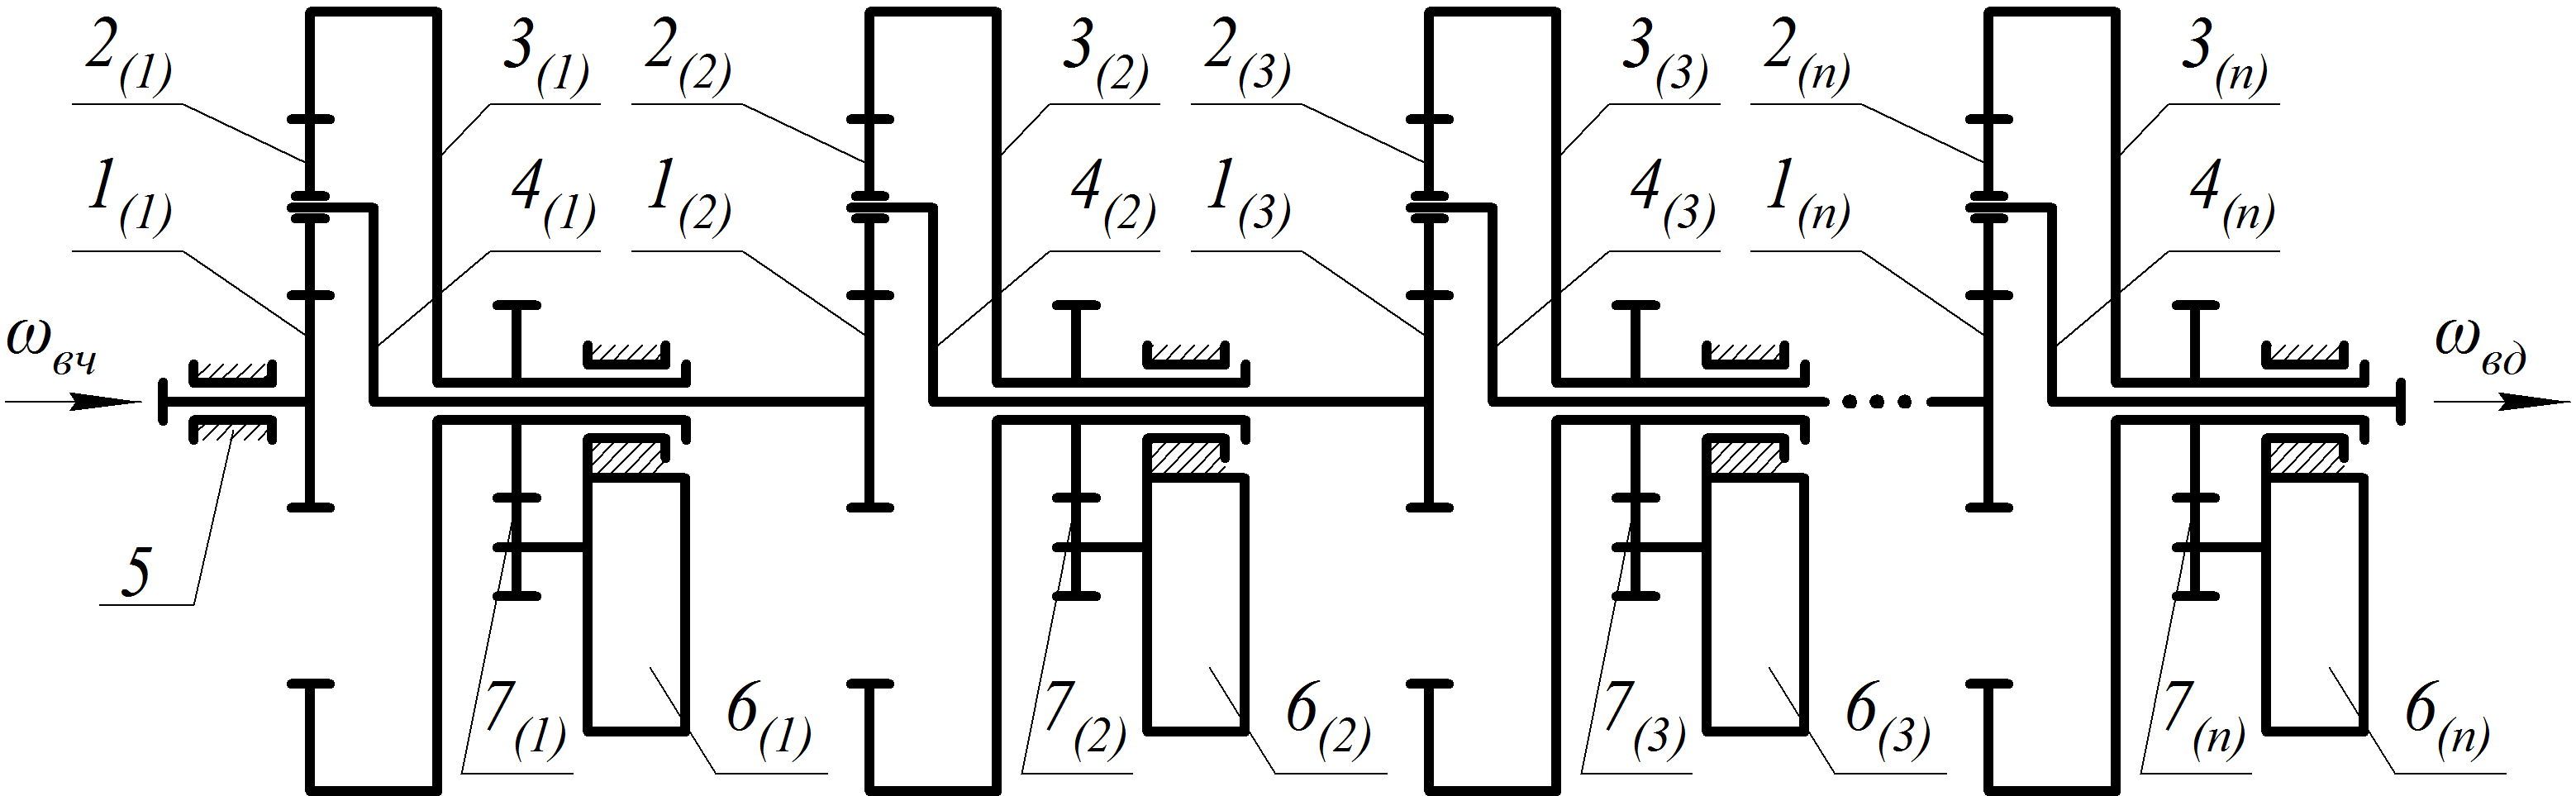 2(1) 3(1) 2(2) 3(2) 2(3) 3(3) 2(n) 3(n)
1(1) 4(1) 1(2) 4(2) 1(3) 4(3) 1(n) 4(n)
ωвч ωвд
5
7(1) 6(1) 7(2) 6(2) 7(3) 6(3) 7(n) 6(n)